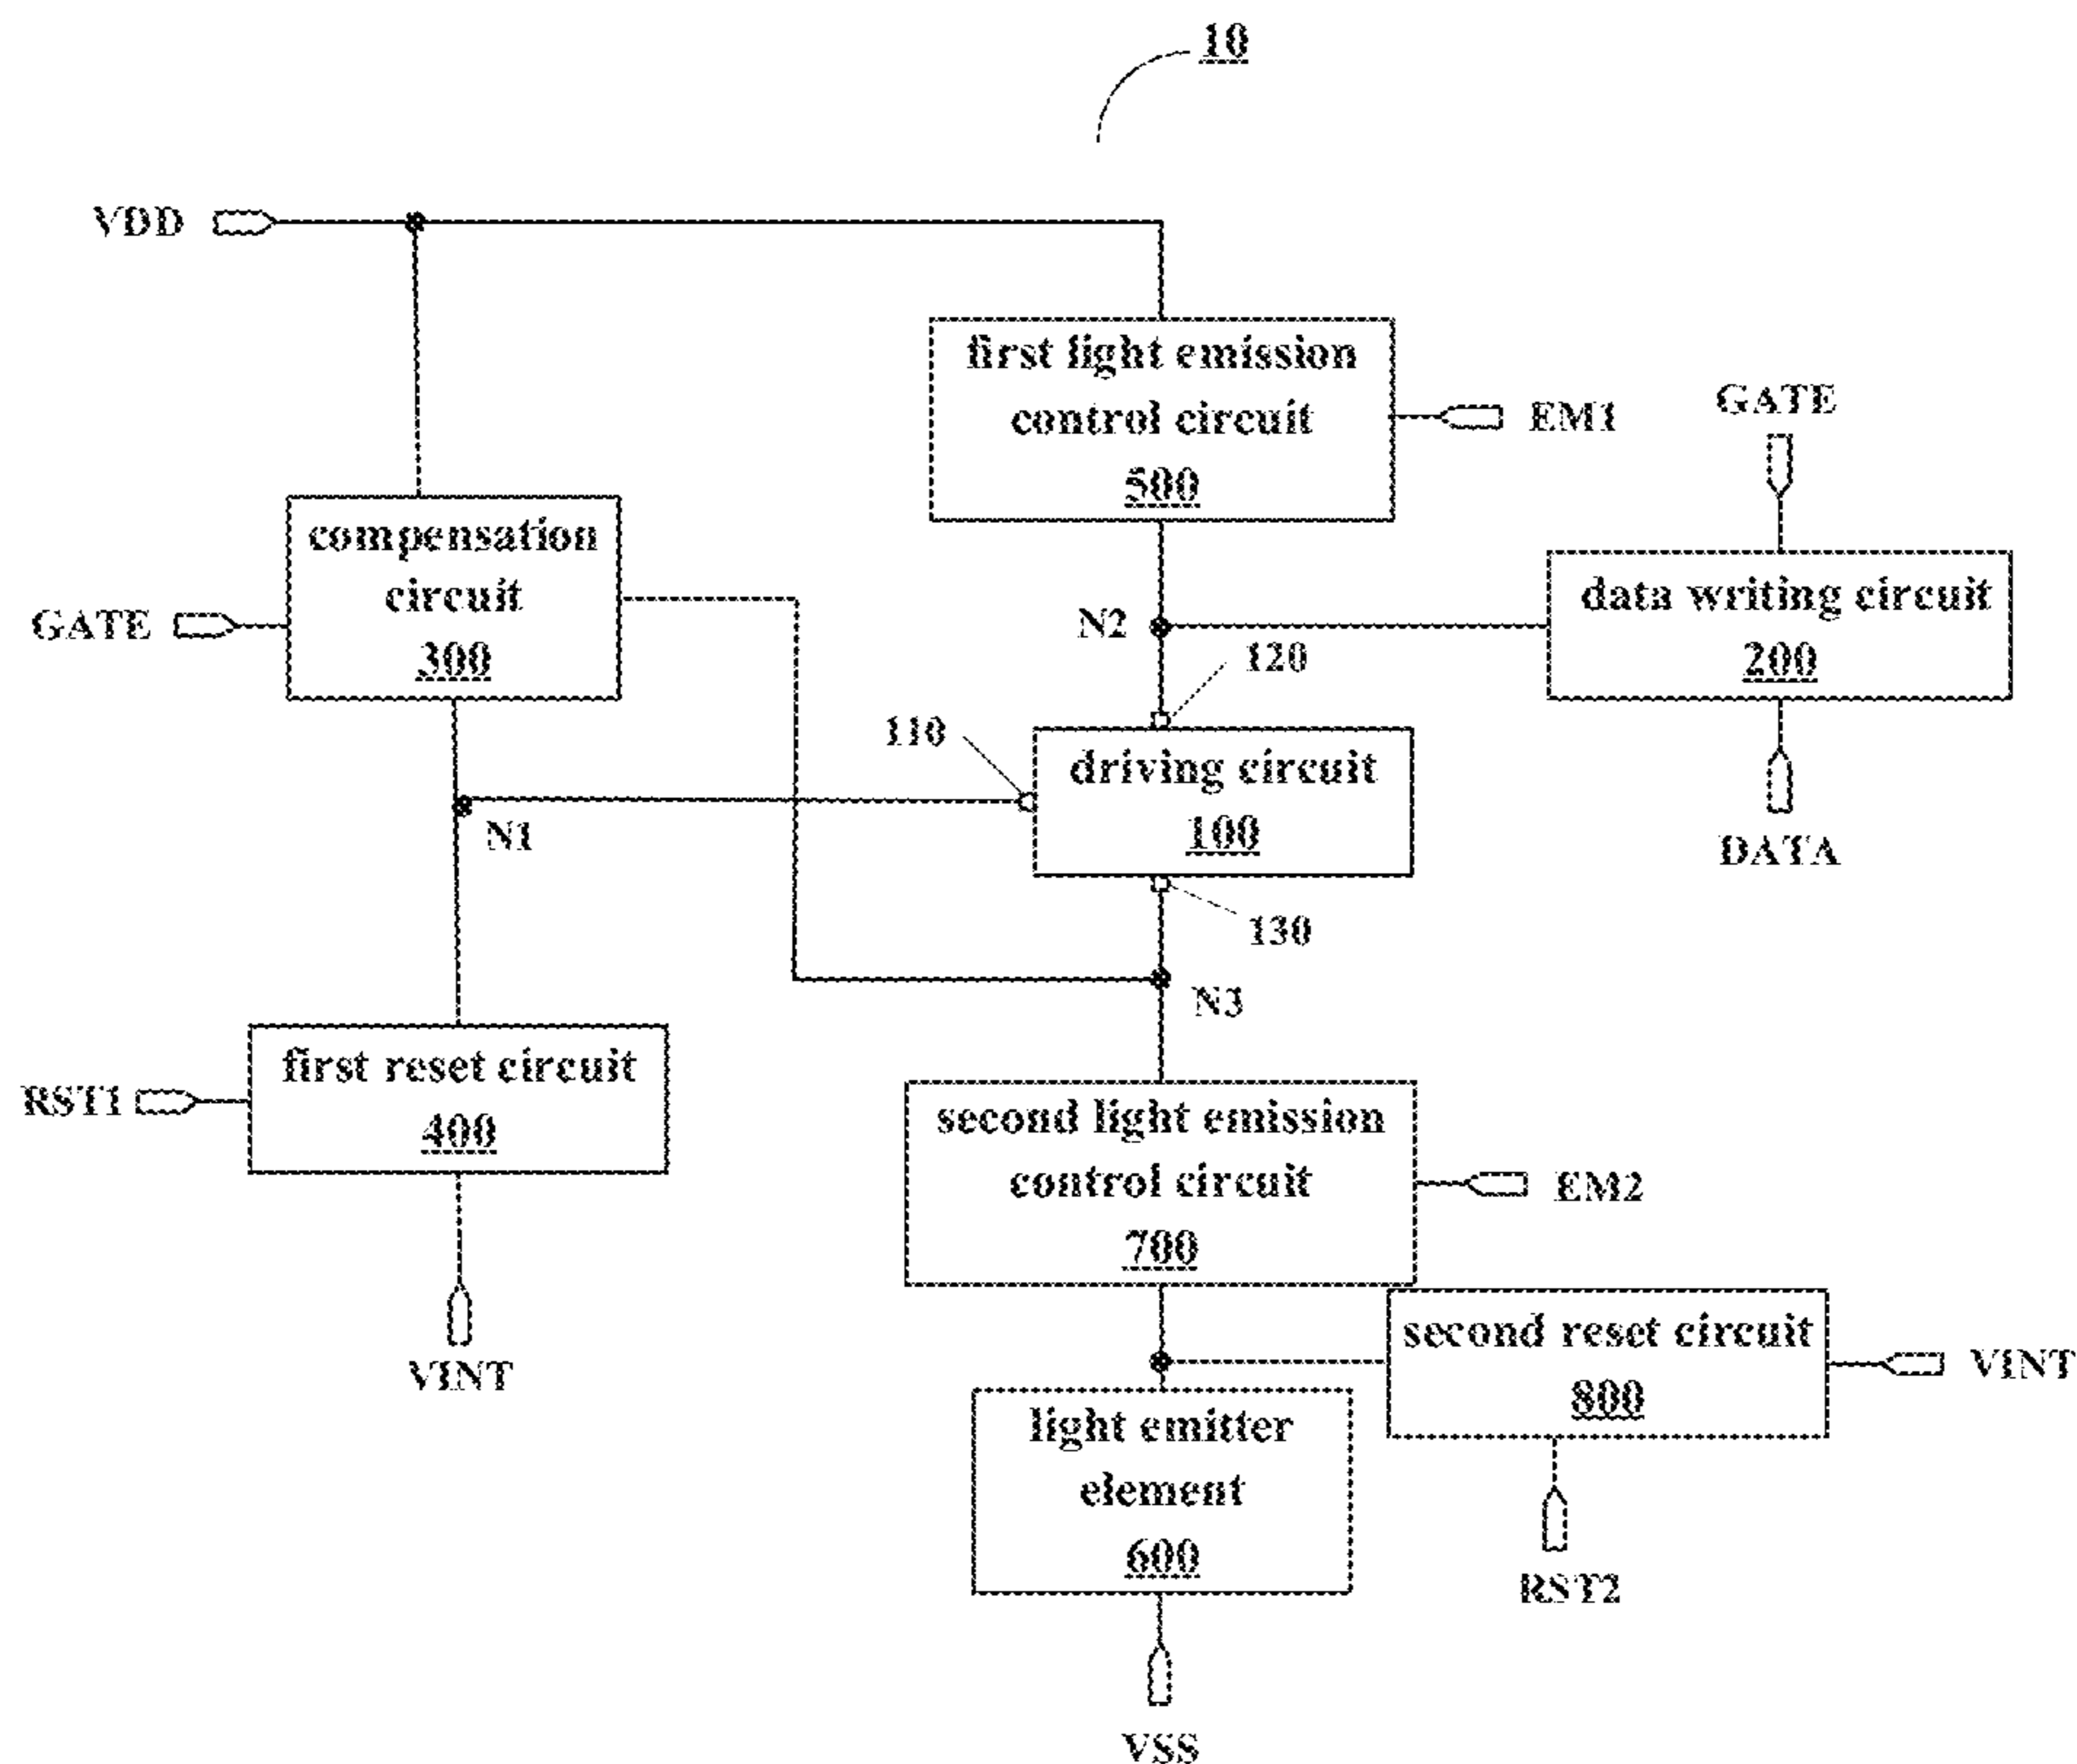 10
VDD
first light emission
control circuit
500
EM1
GATE
compensation
circuit
300
GATE
N2
120
data writing circuit
200
110
driving circuit
100
N1
DATA
130
N3
first reset circuit
400
RST1
second light emission
control circuit
700
EM2
VINT
second reset circuit
800
VINT
light emitter
element
600
RST2
VSS